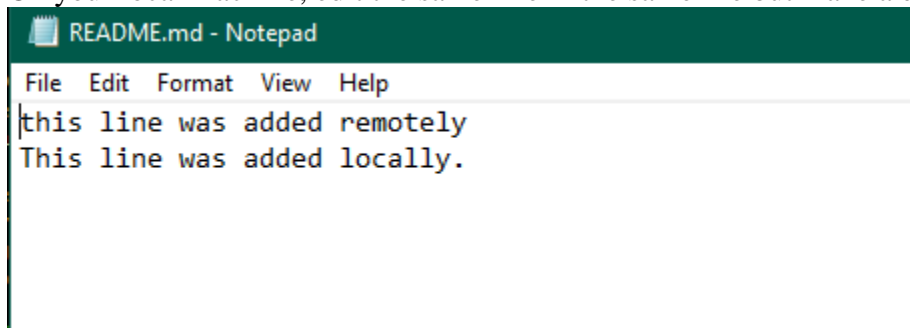 README.md - Notepad
File Edit Format View Help
this line was added remotely
This line was added locally.